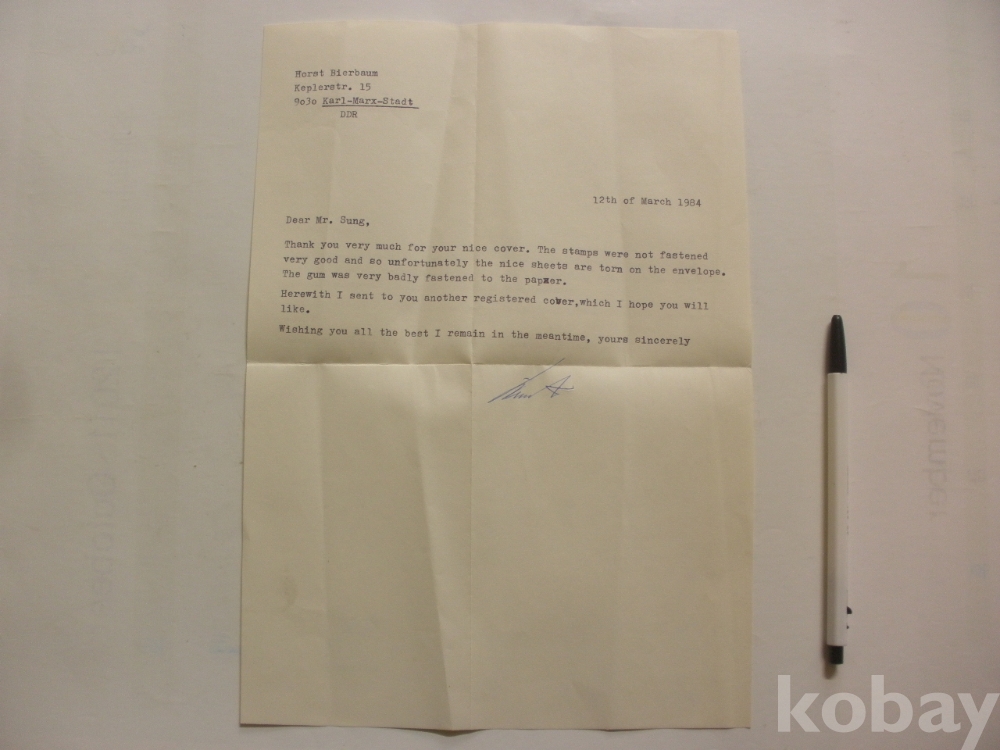 Horst Bierbaum
Keplerstr. 15
9030 Karl-Marx-Stadt
DDR
12th of March 1984
Dear Mr. Sung,
Thank you very much for your nice cover. The stamps were not fastened
very good and so unfortunately the nice sheets are torn on the envelope.
The gum was very badly fastened to the paper.
Herewith I sent to you another registered cover,which I hope you will
like.
Wishing you all the best I remain in the meantime, yours sincerely
November
kobay